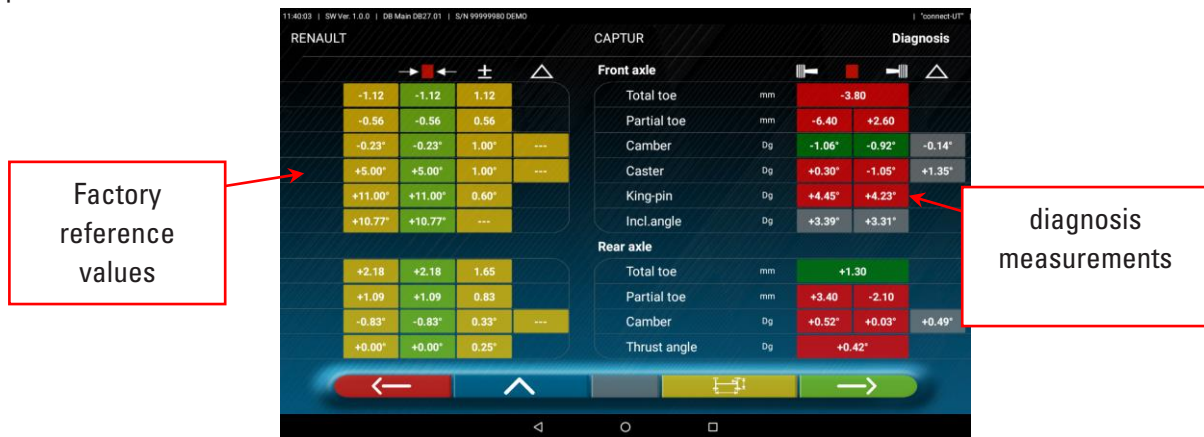 11:40:03 | SW Ver. 1.0.0 | DB Main DB27.01 | S/N 99999980 DEMO | "connect-UT" |
RENAULT CAPTUR Diagnosis
± Front axle
-1.12 -1.12 1.12 Total toe mm -3.80
-0.56 -0.56 0.56 Partial toe mm -6.40 +2.60
-0.23° -0.23° 1.00° --- Camber Dg -1.06° -0.92° -0.14°
+5.00° +5.00° 1.00° --- Caster Dg +0.30° -1.05° +1.35°
+11.00° +11.00° 0.60° King-pin Dg +4.45° +4.23°
+10.77° +10.77° --- Incl.angle Dg +3.39° +3.31°
Rear axle
+2.18 +2.18 1.65 Total toe mm +1.30
+1.09 +1.09 0.83 Partial toe mm +3.40 -2.10
-0.83° -0.83° 0.33° --- Camber Dg +0.52° +0.03° +0.49°
+0.00° +0.00° 0.25° Thrust angle Dg +0.42°
Factory
reference
values
diagnosis
measurements